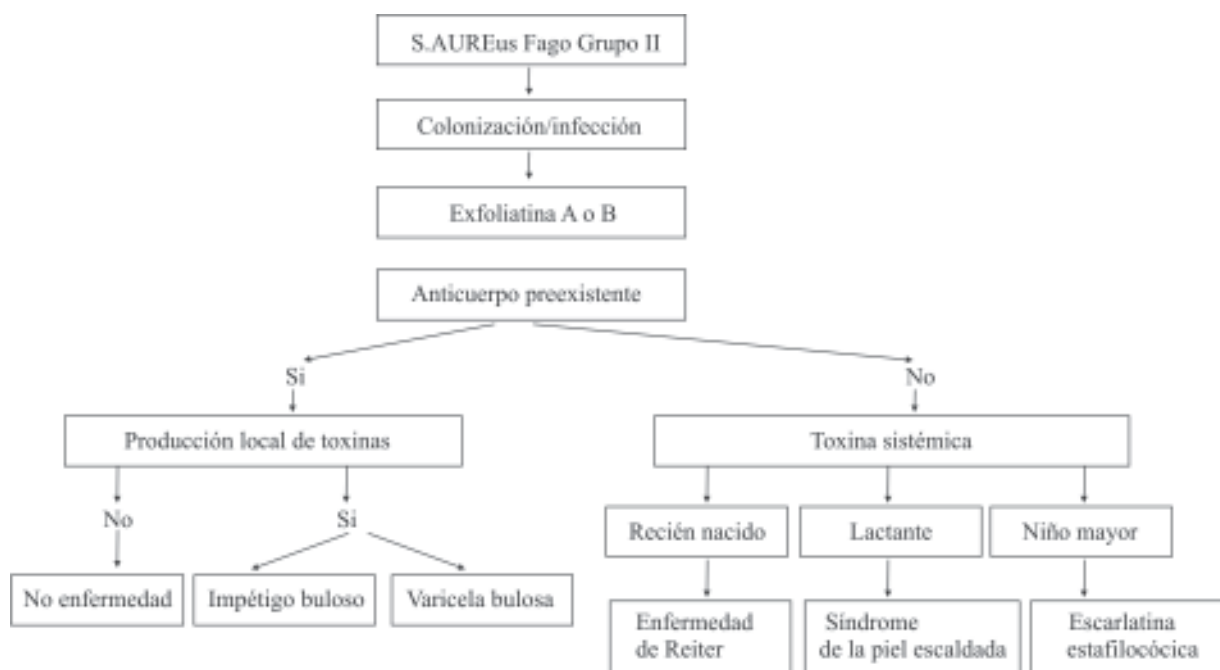 S.AUREus Fago Grupo II
Colonización/infección
Exfoliatina A o B
Anticuerpo preexistente
Si
No
Producción local de toxinas
Toxina sistémica
No
Si
Recién nacido
Lactante
Niño mayor
No enfermedad
Impétigo buloso
Varicela bulosa
Enfermedad
de Reiter
Síndrome
de la piel escaldada
Escarlatina
estafilocócica